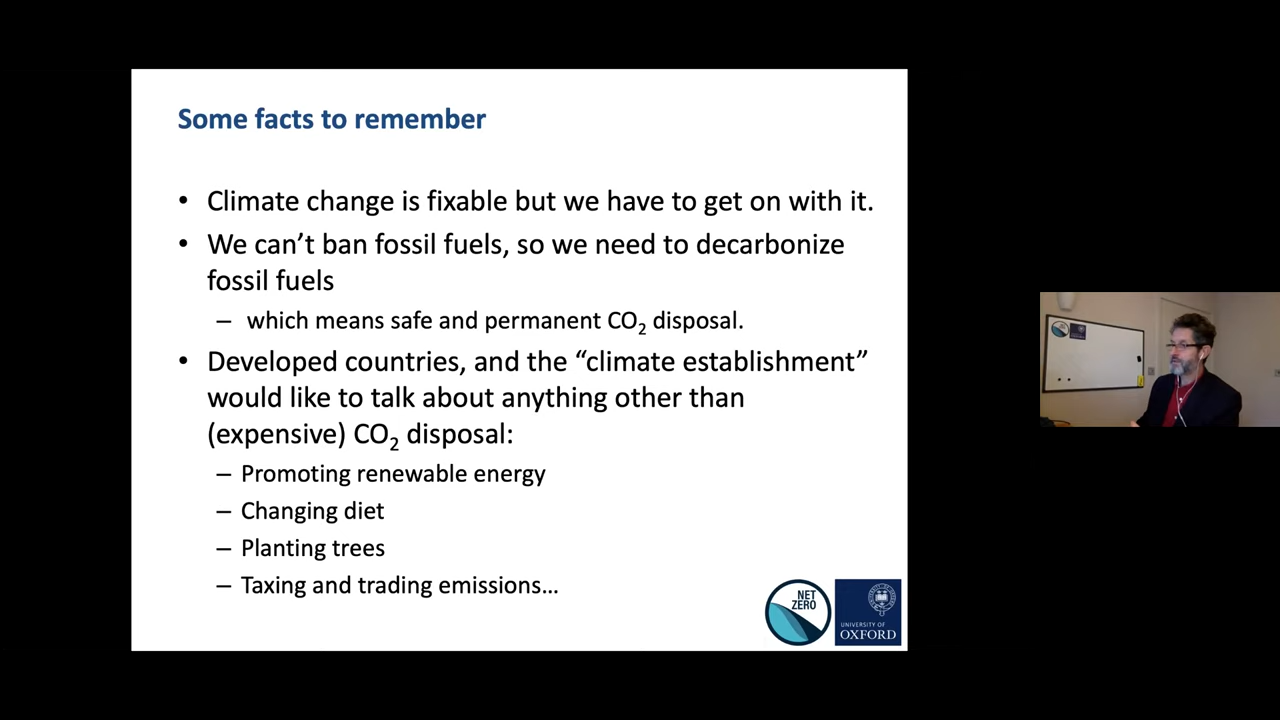 Some facts to remember
• Climate change is fixable but we have to get on with it.
• We can’t ban fossil fuels, so we need to decarbonize
fossil fuels
– which means safe and permanent CO₂ disposal.
• Developed countries, and the “climate establishment”
would like to talk about anything other than
(expensive) CO₂ disposal:
– Promoting renewable energy
– Changing diet
– Planting trees
– Taxing and trading emissions…
NET
ZERO
UNIVERSITY OF
OXFORD